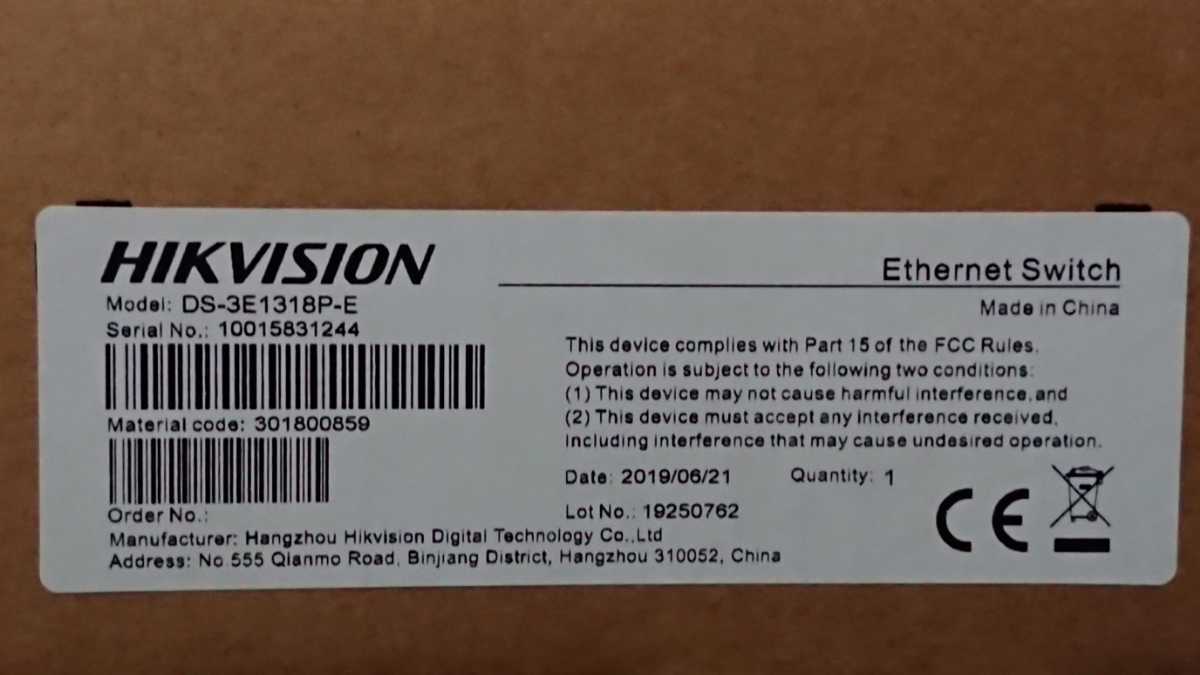 HIKVISION
Ethernet Switch
Model: DS-3E1318P-E
Made in China
Serial No.: 10015831244
This device complies with Part 15 of the FCC Rules.
Operation is subject to the following two conditions:
(1) This device may not cause harmful interference,and
(2) This device must accept any interference received,
including interference that may cause undesired operation.
Material code: 301800859
Date: 2019/06/21 Quantity: 1
Order No.:
Lot No.: 19250762
CE
Manufacturer: Hangzhou Hikvision Digital Technology Co.,Ltd
Address: No.555 Qianmo Road, Binjiang District, Hangzhou 310052, China